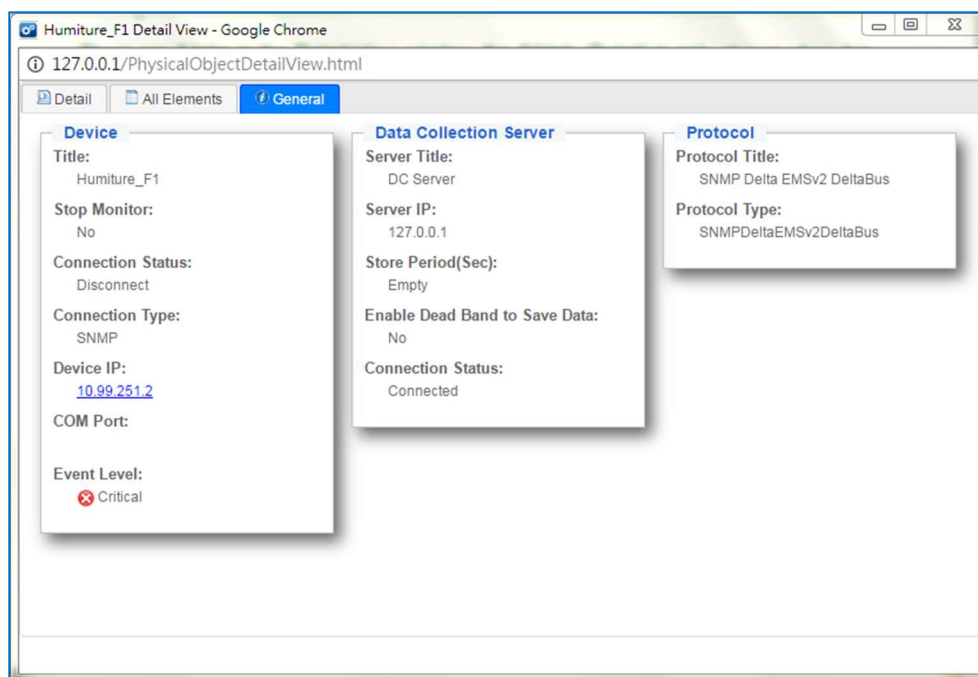 Humiture_F1 Detail View - Google Chrome
127.0.0.1/PhysicalObjectDetailView.html
Detail
All Elements
General
Device
Title:
Humiture_F1
Stop Monitor:
No
Connection Status:
Disconnect
Connection Type:
SNMP
Device IP:
10.99.251.2
COM Port:
Event Level:
Critical
Data Collection Server
Server Title:
DC Server
Server IP:
127.0.0.1
Store Period(Sec):
Empty
Enable Dead Band to Save Data:
No
Connection Status:
Connected
Protocol
Protocol Title:
SNMP Delta EMSv2 DeltaBus
Protocol Type:
SNMPDeltaEMSv2DeltaBus